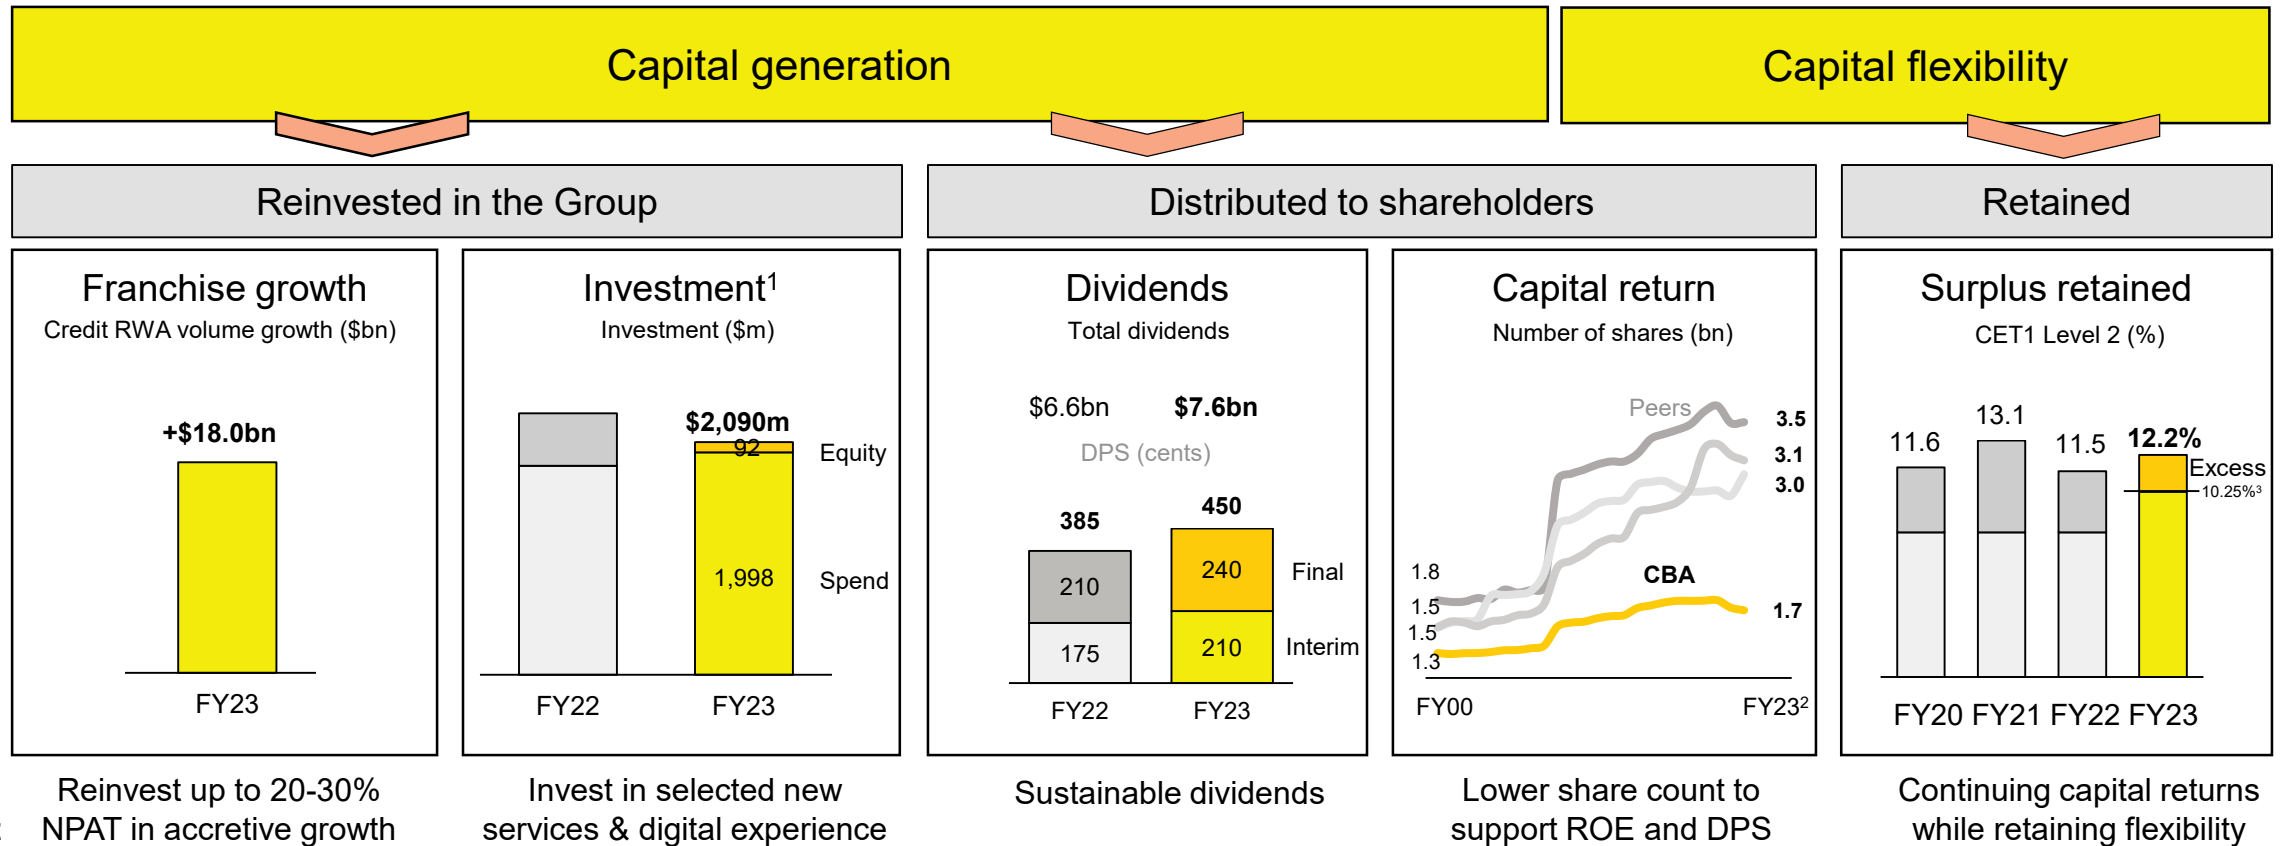 Capital generation
Capital flexibility
Reinvested in the Group
Distributed to shareholders
Retained
Franchise growth
Credit RWA volume growth ($bn)
+$18.0bn
FY23
Reinvest up to 20-30%
NPAT in accretive growth
Investment¹
Investment ($m)
$2,090m
92
Equity
1,998
Spend
FY22 FY23
Invest in selected new
services & digital experience
Dividends
Total dividends
$6.6bn $7.6bn
DPS (cents)
385 450
210 240 Final
175 210 Interim
FY22 FY23
Sustainable dividends
Capital return
Number of shares (bn)
Peers
3.5
3.1
3.0
1.8
1.5
1.5
1.3
CBA
1.7
FY00 FY23²
Lower share count to
support ROE and DPS
Surplus retained
CET1 Level 2 (%)
11.6 13.1 11.5 12.2%
Excess
10.25%³
FY20 FY21 FY22 FY23
Continuing capital returns
while retaining flexibility